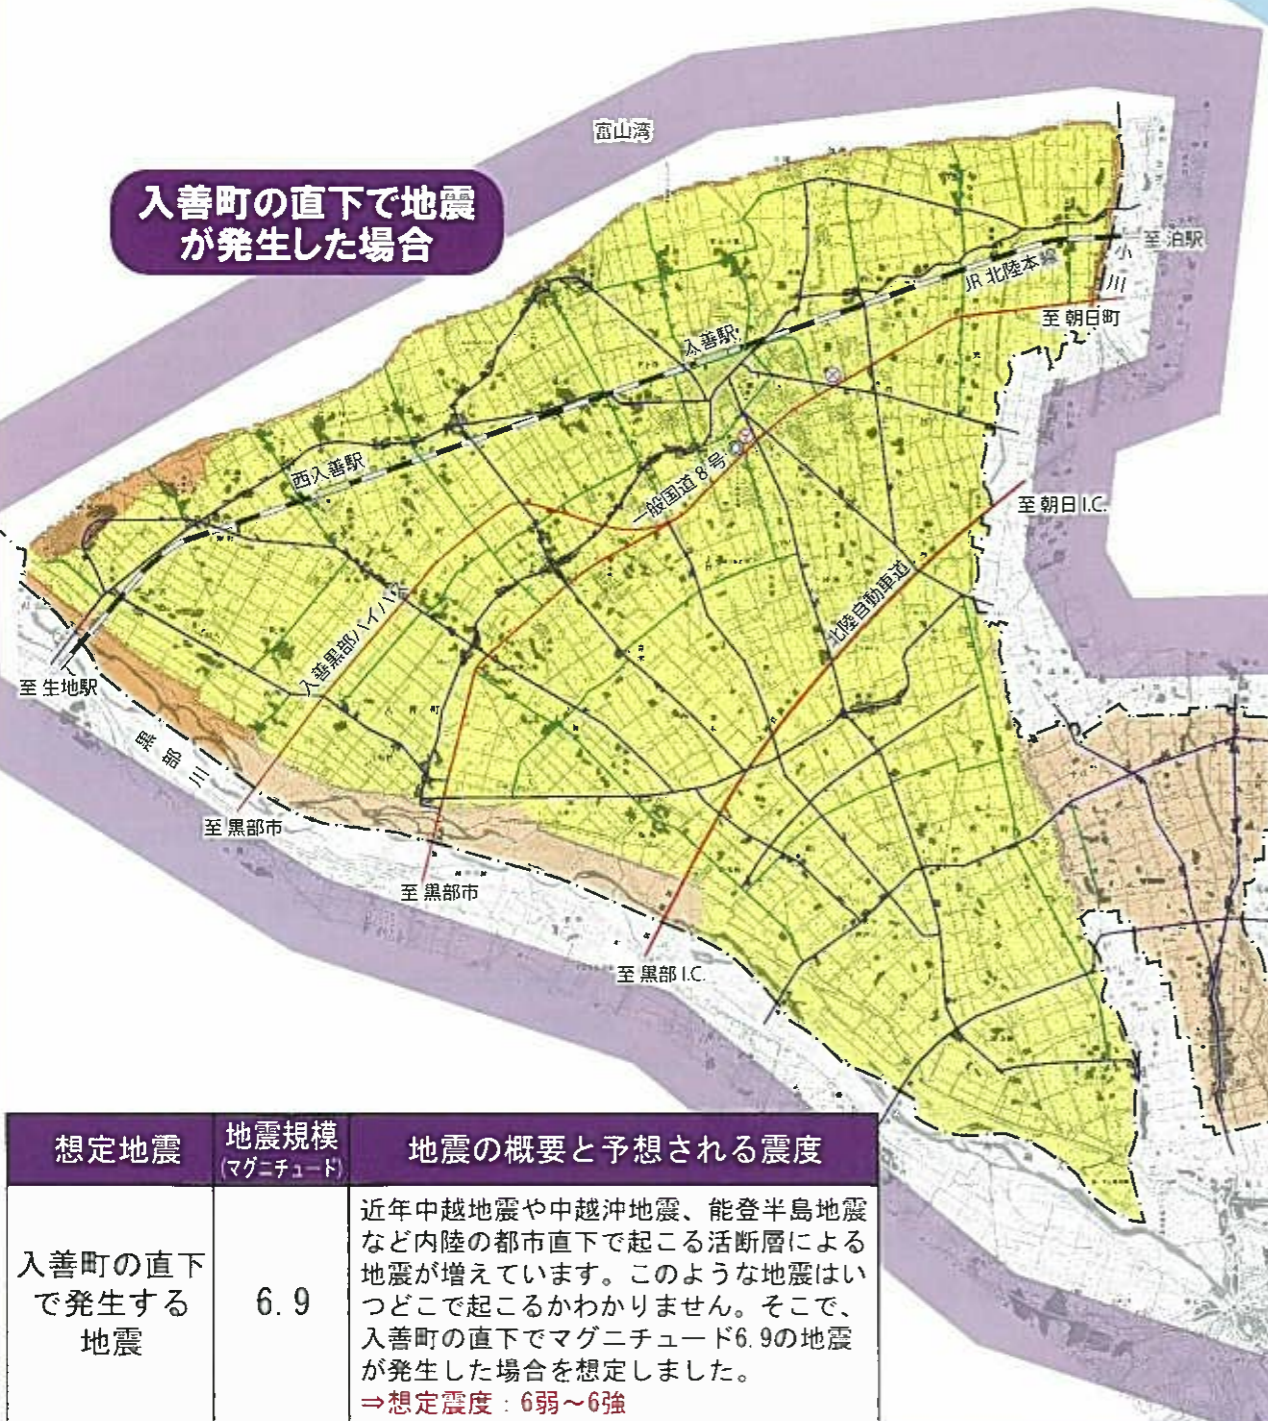 富山湾
入善町の直下で地震
が発生した場合
至 泊駅
小川
JR 北陸本線
至 朝日町
入善駅
西入善駅
一般国道８号
至 朝日 I.C.
北陸自動車道
入善黒部バイパス
至 生地駅
黒部川
至 黒部市
至 黒部市
至 黒部 I.C.
想定地震
地震規模
(マグニチュード)
地震の概要と予想される震度
入善町の直下
で発生する
地震
6.9
近年中越地震や中越沖地震、能登半島地震
など内陸の都市直下で起こる活断層による
地震が増えています。このような地震はい
つどこで起こるかわかりません。そこで、
入善町の直下でマグニチュード6.9の地震
が発生した場合を想定しました。
⇒想定震度：6弱～6強